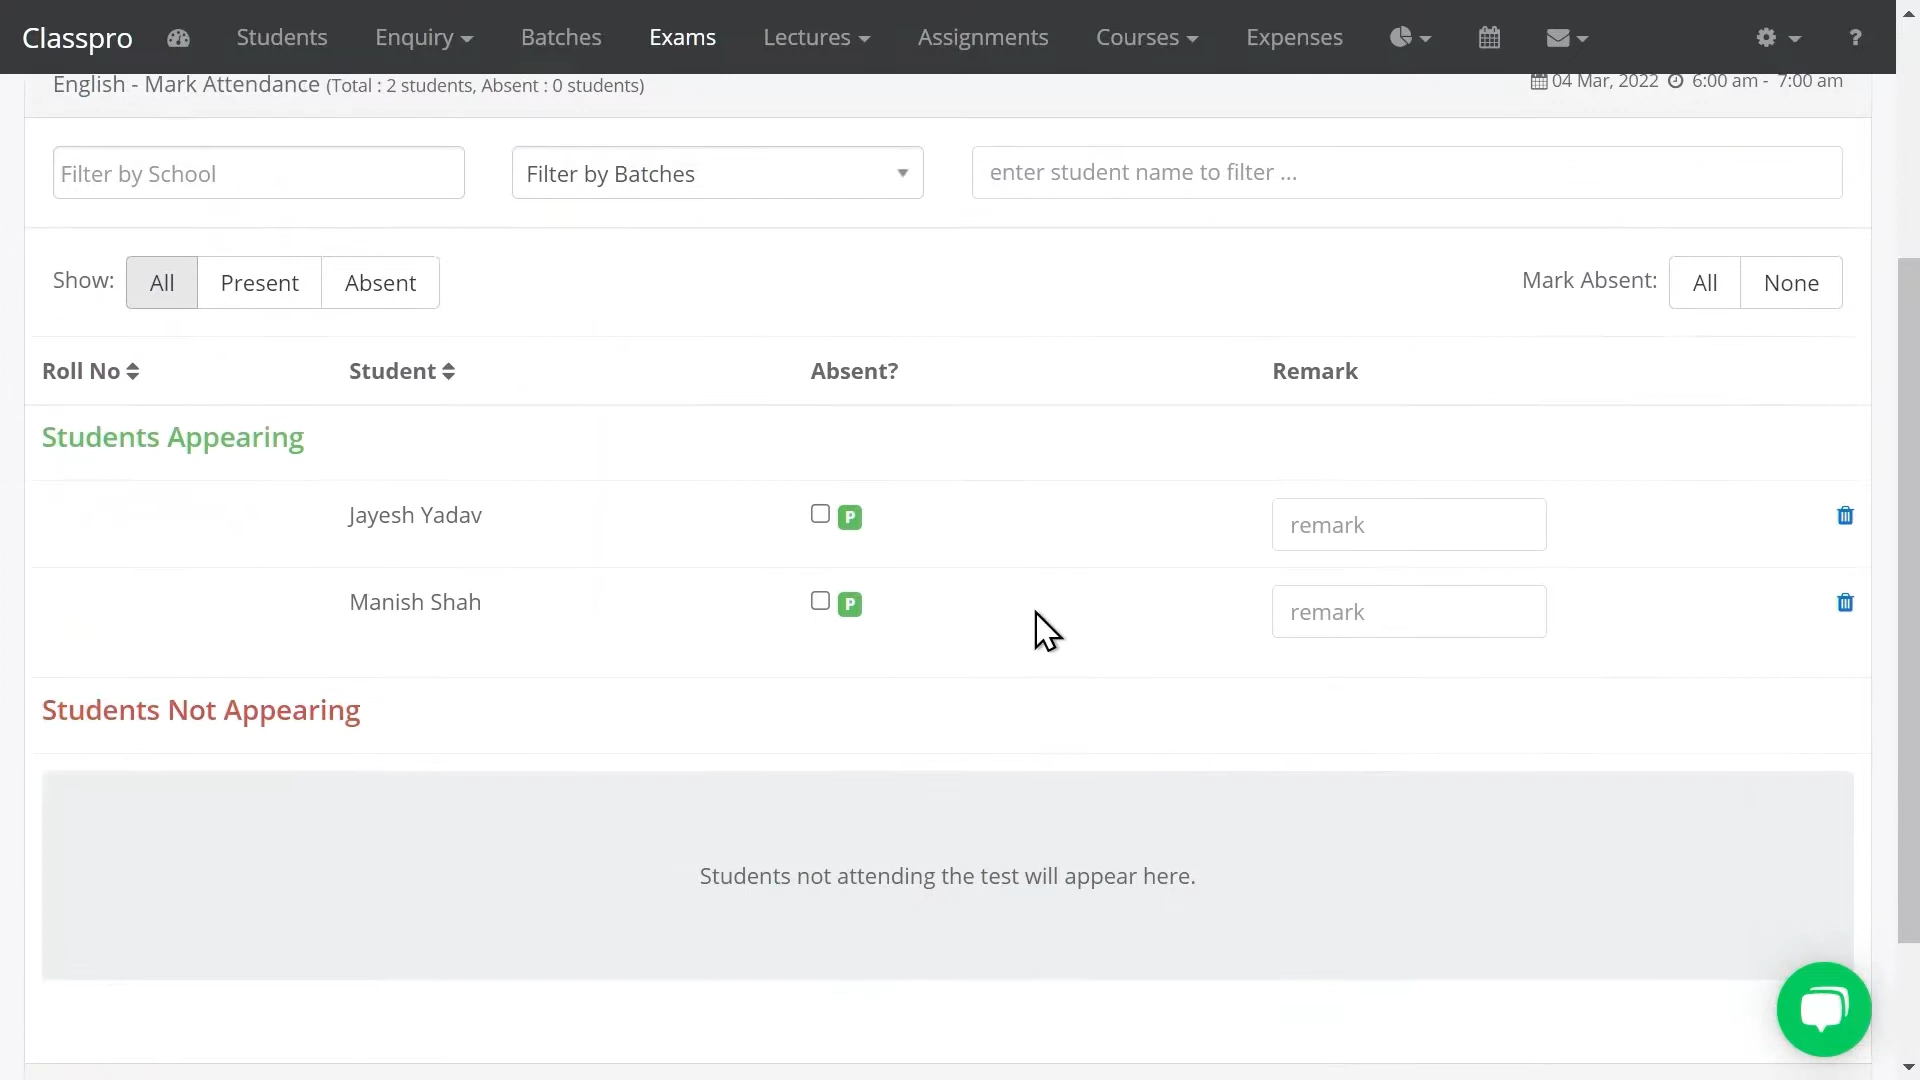 Classpro Students Enquiry Batches Exams Lectures Assignments Courses Expenses ?
English - Mark Attendance (Total : 2 students, Absent : 0 students) 04 Mar, 2022 6:00 am - 7:00 am
Filter by School Filter by Batches enter student name to filter ...
Show: All Present Absent Mark Absent: All None
Roll No Student Absent? Remark
Students Appearing
Jayesh Yadav P remark
Manish Shah P remark
Students Not Appearing
Students not attending the test will appear here.